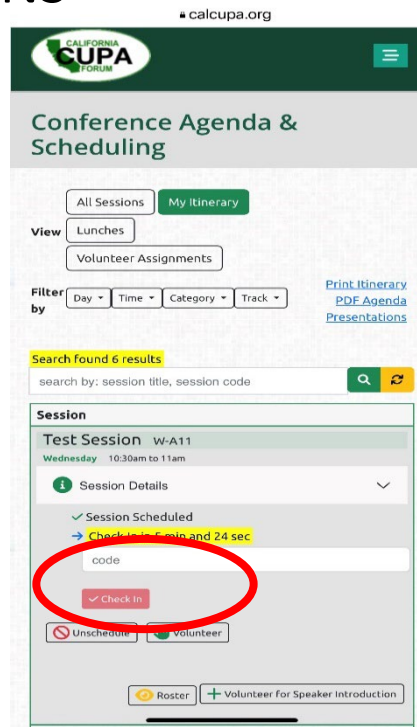 calcupa.org
CALIFORNIA
CUPA
FORUM
Conference Agenda &
Scheduling
All Sessions My Itinerary
View Lunches
Volunteer Assignments
Filter by Day Time Category Track
Print Itinerary
PDF Agenda
Presentations
Search found 6 results
search by: session title, session code
Session
Test Session W-A11
Wednesday 10:30am to 11am
Session Details
Session Scheduled
Check In in 5 min and 24 sec
code
Check In
Unschedule Volunteer
Roster Volunteer for Speaker Introduction